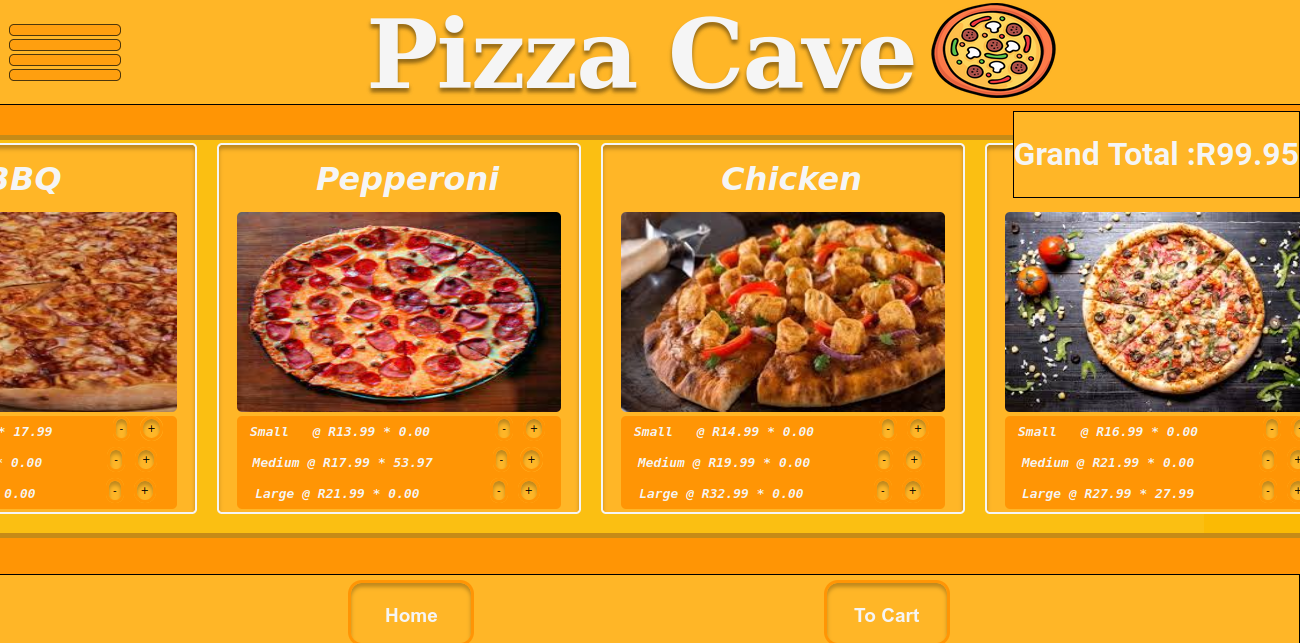 Pizza Cave
Grand Total :R99.95
BBQ
Pepperoni
Chicken
* 17.99 - +
* 0.00 - +
0.00 - +
Small @ R13.99 * 0.00 - +
Medium @ R17.99 * 53.97 - +
Large @ R21.99 * 0.00 - +
Small @ R14.99 * 0.00 - +
Medium @ R19.99 * 0.00 - +
Large @ R32.99 * 0.00 - +
Small @ R16.99 * 0.00 - +
Medium @ R21.99 * 0.00 - +
Large @ R27.99 * 27.99 - +
Home
To Cart